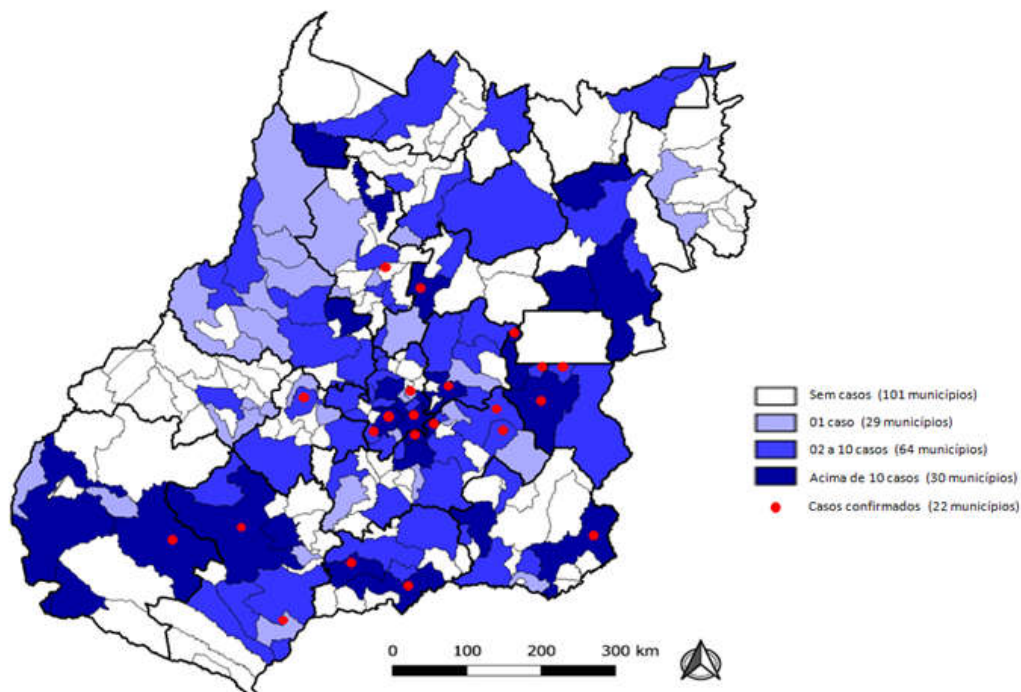 Sem casos (101 municípios)
01 caso (29 municípios)
02 a 10 casos (64 municípios)
Acima de 10 casos (30 municípios)
Casos confirmados (22 municípios)
0 100 200 300 km